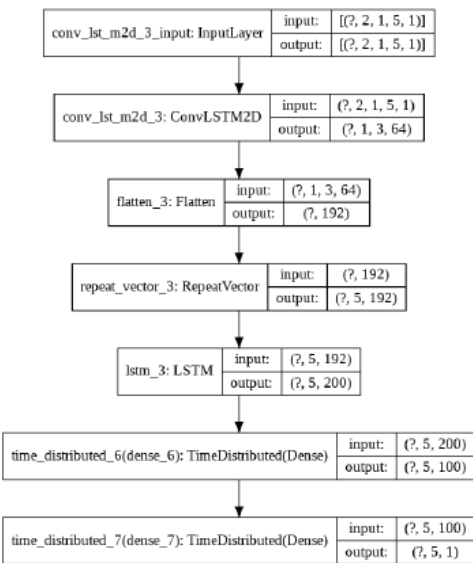 conv_lst_m2d_3_input: InputLayer input: [(?, 2, 1, 5, 1)]
output: [(?, 2, 1, 5, 1)]
conv_lst_m2d_3: ConvLSTM2D input: (?, 2, 1, 5, 1)
output: (?, 1, 3, 64)
flatten_3: Flatten input: (?, 1, 3, 64)
output: (?, 192)
repeat_vector_3: RepeatVector input: (?, 192)
output: (?, 5, 192)
lstm_3: LSTM input: (?, 5, 192)
output: (?, 5, 200)
time_distributed_6(dense_6): TimeDistributed(Dense) input: (?, 5, 200)
output: (?, 5, 100)
time_distributed_7(dense_7): TimeDistributed(Dense) input: (?, 5, 100)
output: (?, 5, 1)